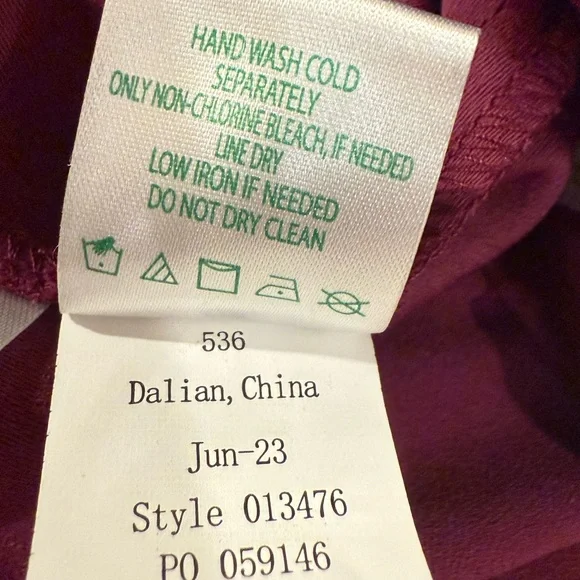 HAND WASH COLD
SEPARATELY
ONLY NON-CHLORINE BLEACH, IF NEEDED
LINE DRY
LOW IRON IF NEEDED
DO NOT DRY CLEAN
536
Dalian, China
Jun-23
Style 013476
PO 059146